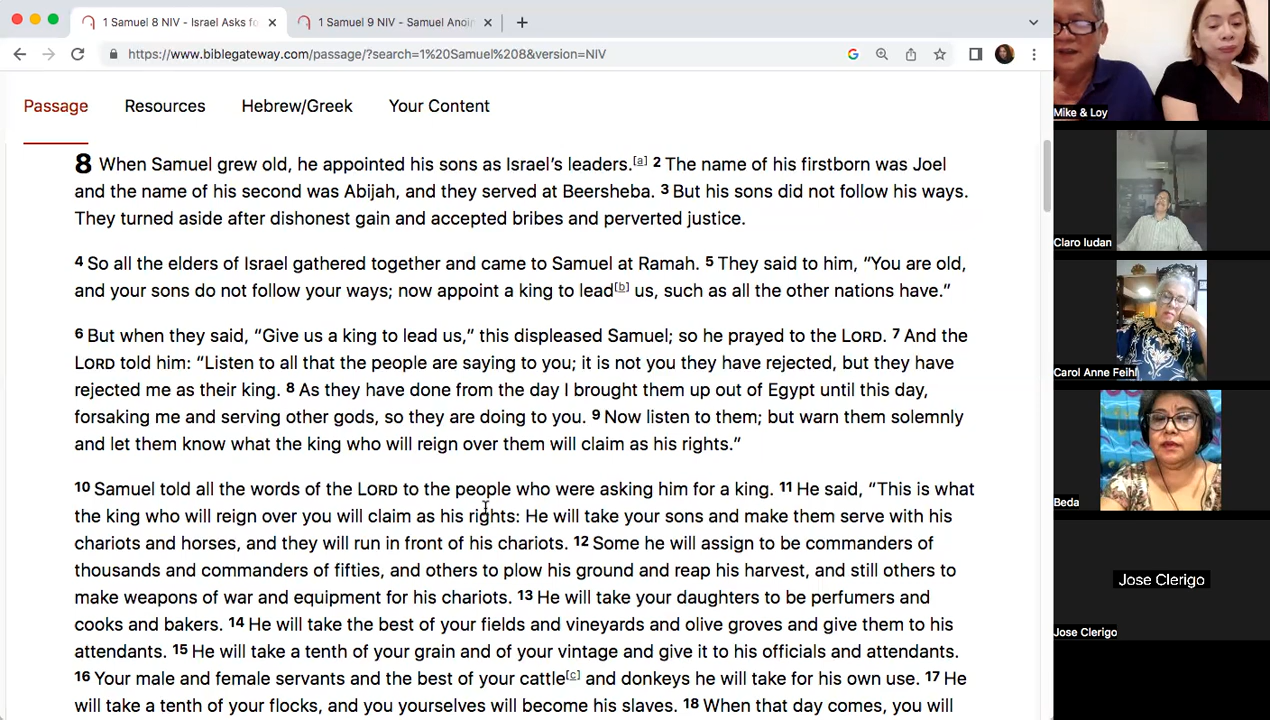 1 Samuel 8 NIV - Israel Asks fo
1 Samuel 9 NIV - Samuel Anoin
https://www.biblegateway.com/passage/?search=1%20Samuel%208&version=NIV
Passage Resources Hebrew/Greek Your Content
8 When Samuel grew old, he appointed his sons as Israel’s leaders.[a] 2 The name of his firstborn was Joel
and the name of his second was Abijah, and they served at Beersheba. 3 But his sons did not follow his ways.
They turned aside after dishonest gain and accepted bribes and perverted justice.
4 So all the elders of Israel gathered together and came to Samuel at Ramah. 5 They said to him, “You are old,
and your sons do not follow your ways; now appoint a king to lead[b] us, such as all the other nations have.”
6 But when they said, “Give us a king to lead us,” this displeased Samuel; so he prayed to the LORD. 7 And the
LORD told him: “Listen to all that the people are saying to you; it is not you they have rejected, but they have
rejected me as their king. 8 As they have done from the day I brought them up out of Egypt until this day,
forsaking me and serving other gods, so they are doing to you. 9 Now listen to them; but warn them solemnly
and let them know what the king who will reign over them will claim as his rights.”
10 Samuel told all the words of the LORD to the people who were asking him for a king. 11 He said, “This is what
the king who will reign over you will claim as his rights: He will take your sons and make them serve with his
chariots and horses, and they will run in front of his chariots. 12 Some he will assign to be commanders of
thousands and commanders of fifties, and others to plow his ground and reap his harvest, and still others to
make weapons of war and equipment for his chariots. 13 He will take your daughters to be perfumers and
cooks and bakers. 14 He will take the best of your fields and vineyards and olive groves and give them to his
attendants. 15 He will take a tenth of your grain and of your vintage and give it to his officials and attendants.
16 Your male and female servants and the best of your cattle[c] and donkeys he will take for his own use. 17 He
will take a tenth of your flocks, and you yourselves will become his slaves. 18 When that day comes, you will
Mike & Loy
Claro ludan
Carol Anne Feihl
Beda
Jose Clerigo
Jose Clerigo